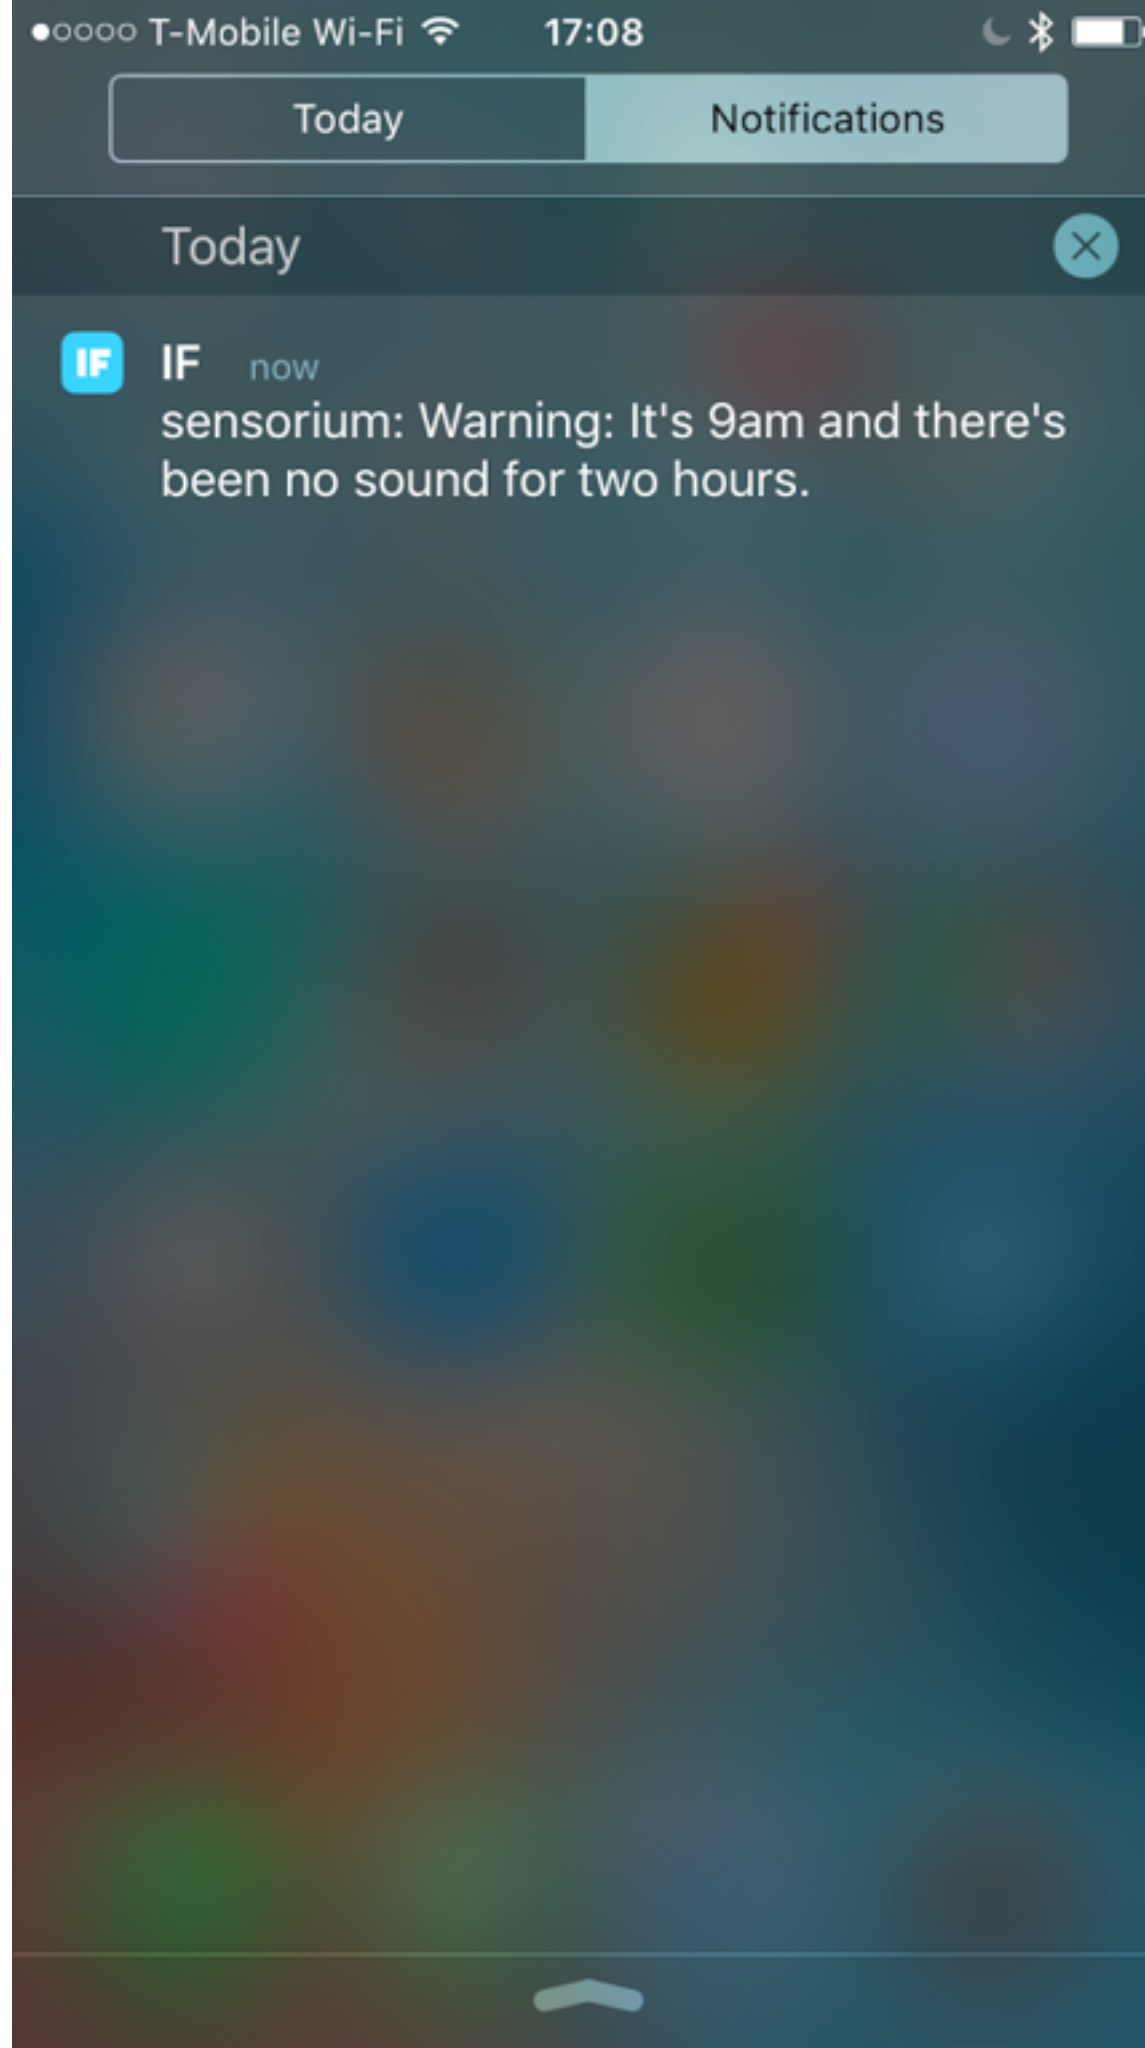 T-Mobile Wi-Fi 17:08
Today Notifications
Today
IF IF now
sensorium: Warning: It's 9am and there's
been no sound for two hours.